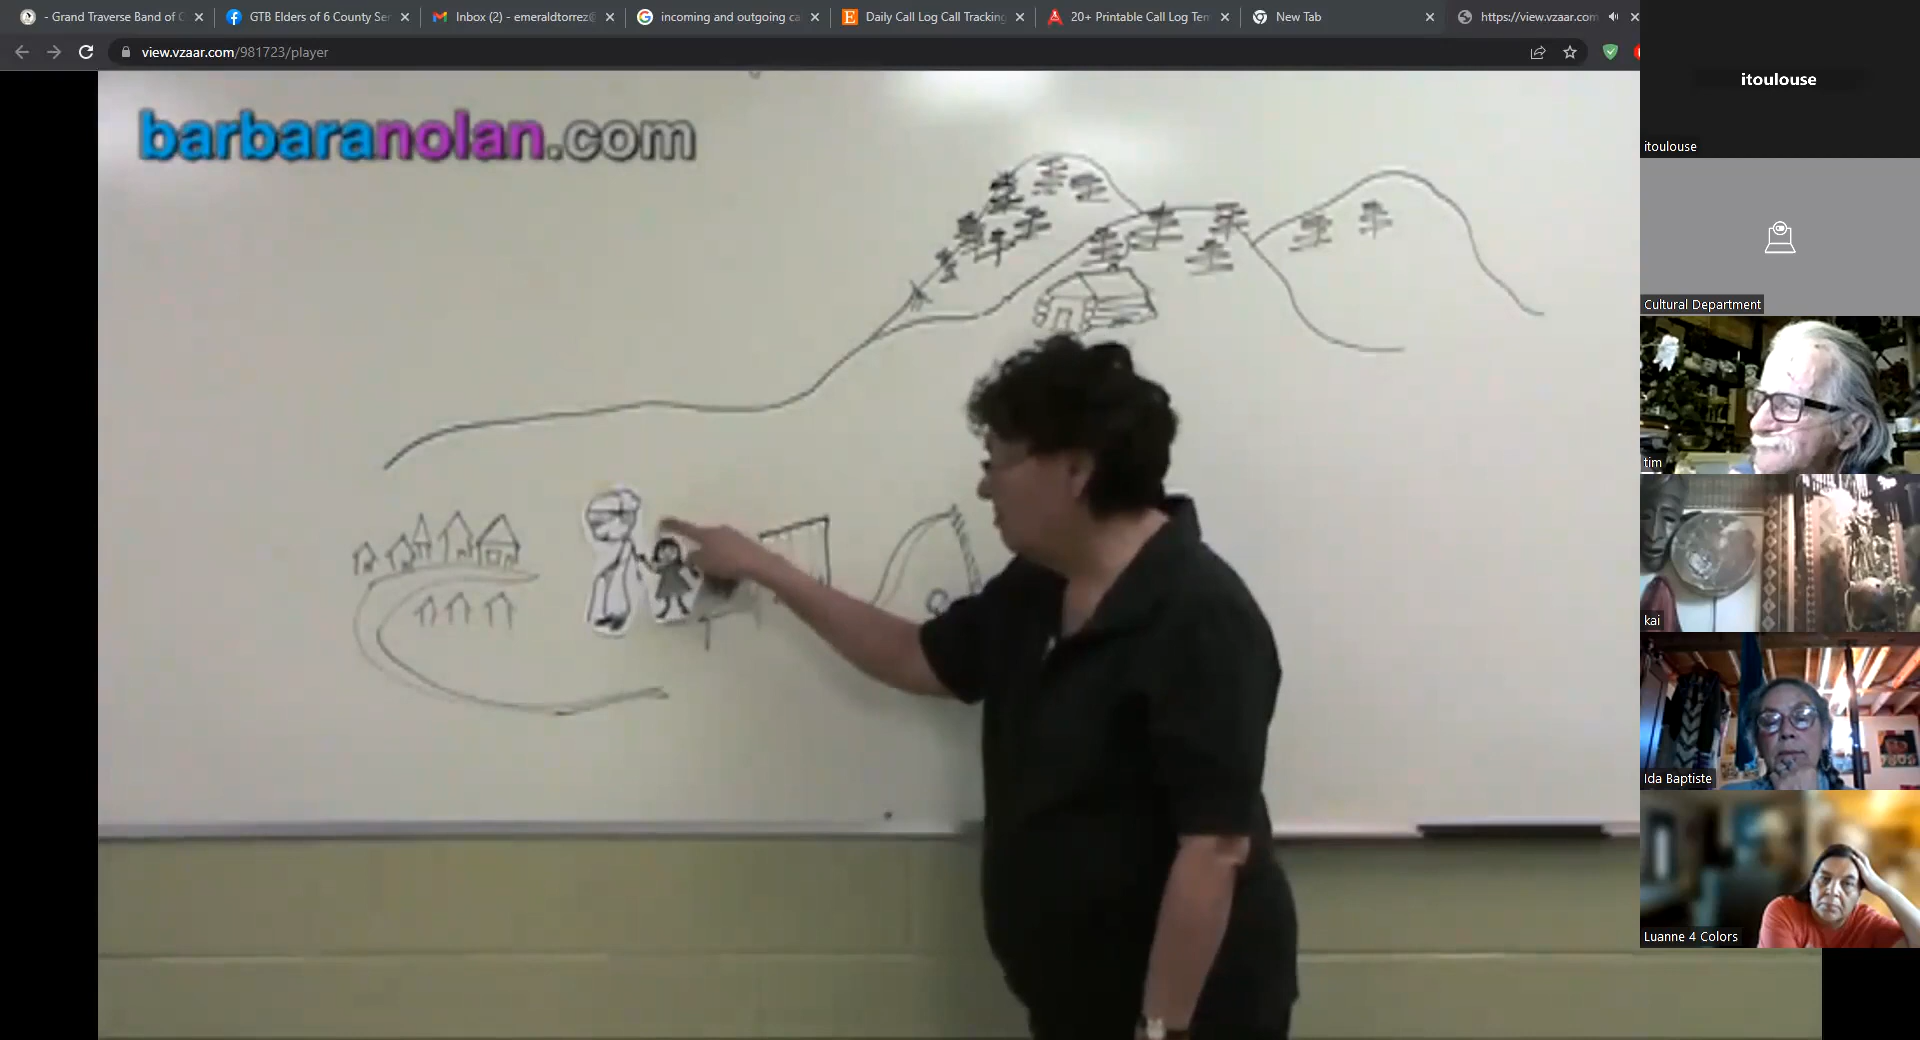 - Grand Traverse Band of O
GTB Elders of 6 County Ser
Inbox (2) - emeraldtorrez@
incoming and outgoing ca
Daily Call Log Call Tracking
20+ Printable Call Log Tem
New Tab
https://view.vzaar.com
view.vzaar.com/981723/player
barbaranolan.com
itoulouse
itoulouse
Cultural Department
tim
kai
Ida Baptiste
Luanne 4 Colors